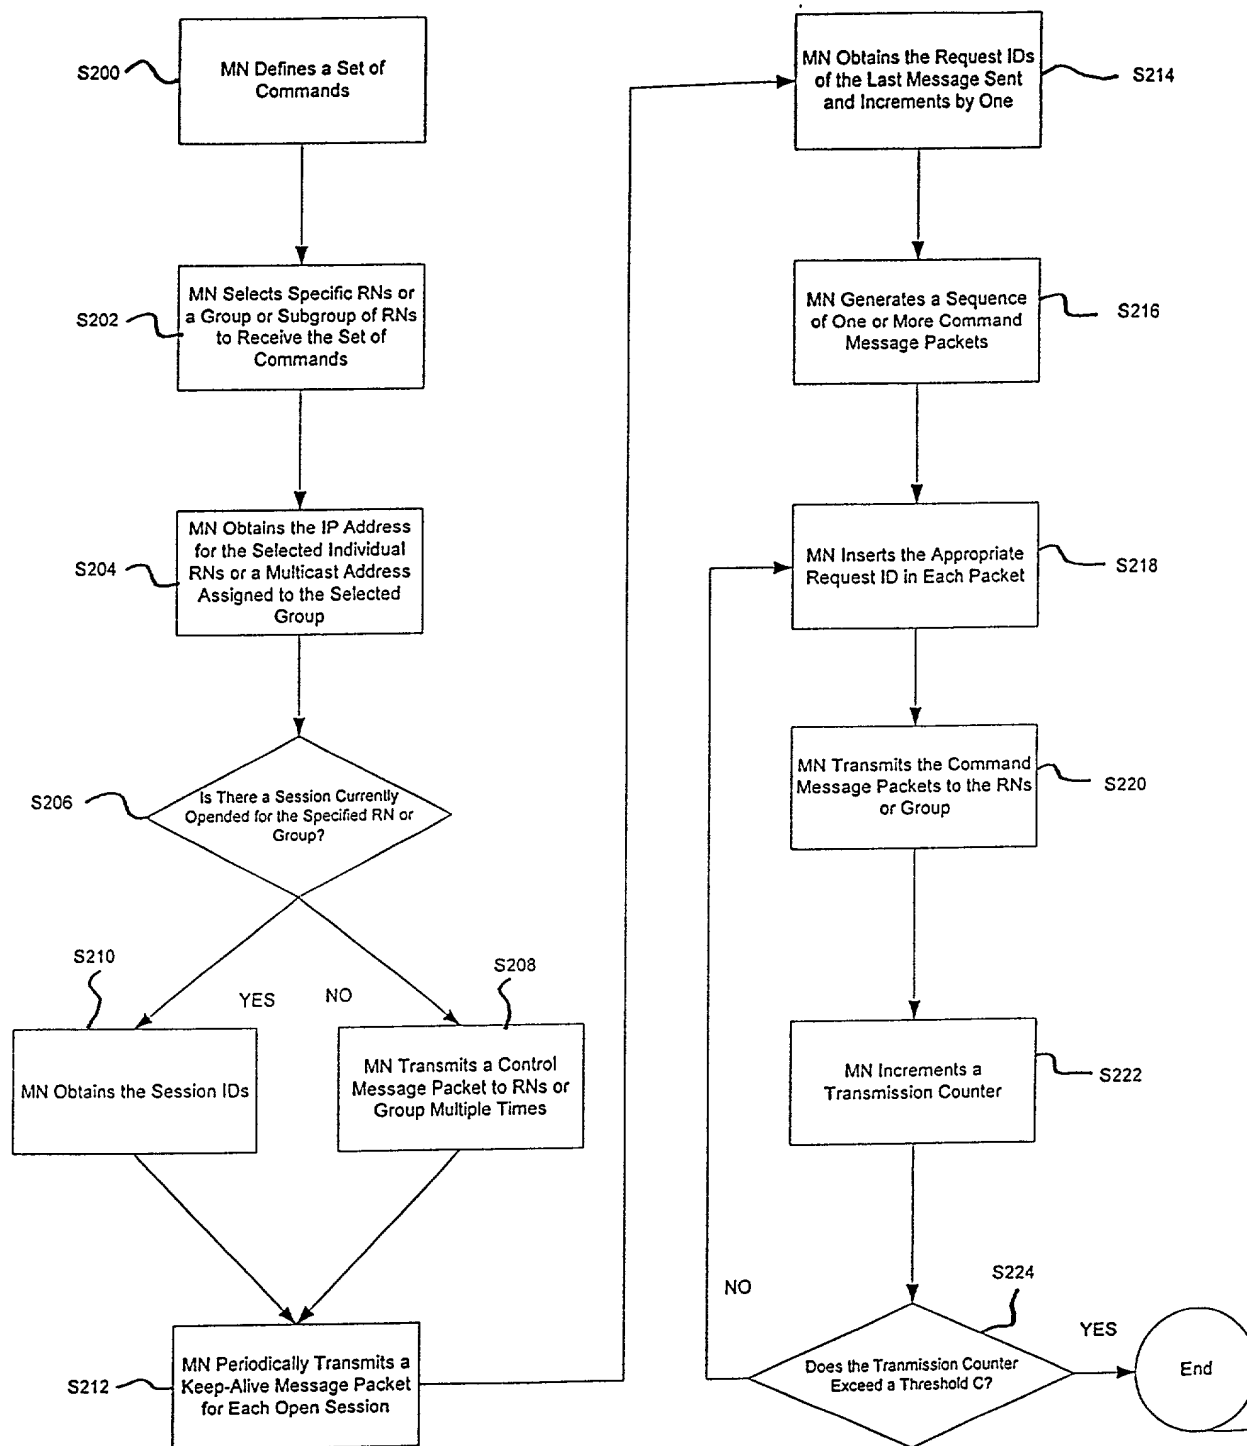 S200
MN Defines a Set of
Commands
S202
MN Selects Specific RNs or
a Group or Subgroup of RNs
to Receive the Set of
Commands
S204
MN Obtains the IP Address
for the Selected Individual
RNs or a Multicast Address
Assigned to the Selected
Group
S206
Is There a Session Currently
Opended for the Specified RN or
Group?
S210
YES
NO
S208
MN Obtains the Session IDs
MN Transmits a Control
Message Packet to RNs or
Group Multiple Times
S212
MN Periodically Transmits a
Keep-Alive Message Packet
for Each Open Session
MN Obtains the Request IDs
of the Last Message Sent
and Increments by One
S214
MN Generates a Sequence
of One or More Command
Message Packets
S216
MN Inserts the Appropriate
Request ID in Each Packet
S218
MN Transmits the Command
Message Packets to the RNs
or Group
S220
MN Increments a
Transmission Counter
S222
S224
NO
Does the Tranmission Counter
Exceed a Threshold C?
YES
End